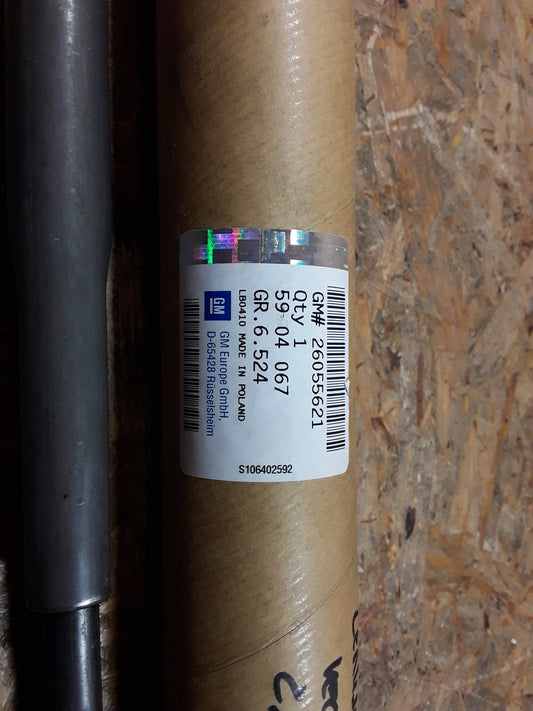 GM# 26055621
Qty 1
59 04 067
GR.6.524
LB0410 MADE IN POLAND
GM
GM Europe GmbH,
D-65428 Rüsselsheim
S106402592